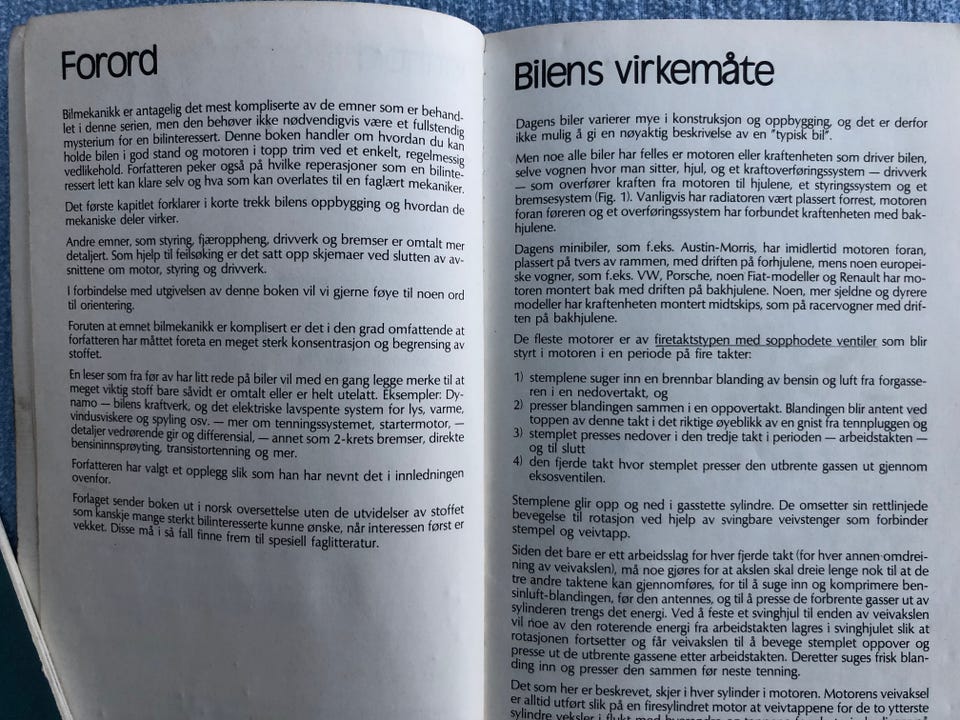 Forord
Bilmekanikk er antagelig det mest kompliserte av de emner som er behand-
let i denne serien, men den behøver ikke nødvendigvis være et fullstendig
mysterium for en bilinteressert. Denne boken handler om hvordan du kan
holde bilen i god stand og motoren i topp trim ved et enkelt, regelmessig
vedlikehold. Forfatteren peker også på hvilke reperasjoner som en bilinte-
ressert lett kan klare selv og hva som kan overlates til en faglært mekaniker.
Det første kapitlet forklarer i korte trekk bilens oppbygging og hvordan de
mekaniske deler virker.
Andre emner, som styring, fjæroppheng, drivverk og bremser er omtalt mer
detaljert. Som hjelp til feilsøking er det satt opp skjemaer ved slutten av av-
snittene om motor, styring og drivverk.
I forbindelse med utgivelsen av denne boken vil vi gjerne føye til noen ord
til orientering.
Foruten at emnet bilmekanikk er komplisert er det i den grad omfattende at
forfatteren har måttet foreta en meget sterk konsentrasjon og begrensing av
stoffet.
En leser som fra før av har litt rede på biler vil med en gang legge merke til at
meget viktig stoff bare såvidt er omtalt eller er helt utelatt. Eksempler: Dy-
namo — bilens kraftverk, og det elektriske lavspente system for lys, varme,
vindusviskere og spyling osv. — mer om tenningssystemet, startermotor, —
detaljer vedrørende gir og differensial, — annet som 2-krets bremser, direkte
bensininnsprøyting, transistortenning og mer.
Forfatteren har valgt et opplegg slik som han har nevnt det i innledningen
ovenfor.
Forlaget sender boken ut i norsk oversettelse uten de utvidelser av stoffet
som kanskje mange sterkt bilinteresserte kunne ønske, når interessen først er
vekket. Disse må i så fall finne frem til spesiell faglitteratur.
Bilens virkemåte
Dagens biler varierer mye i konstruksjon og oppbygging, og det er derfor
ikke mulig å gi en nøyaktig beskrivelse av en "typisk bil".
Men noe alle biler har felles er motoren eller kraftenheten som driver bilen,
selve vognen hvor man sitter, hjul, og et kraftoverføringssystem — drivverk
— som overfører kraften fra motoren til hjulene, et styringssystem og et
bremsesystem (Fig. 1). Vanligvis har radiatoren vært plassert forrest, motoren
foran føreren og et overføringssystem har forbundet kraftenheten med bak-
hjulene.
Dagens minibiler, som f.eks. Austin-Morris, har imidlertid motoren foran,
plassert på tvers av rammen, med driften på forhjulene, mens noen europei-
ske vogner, som f.eks. VW, Porsche, noen Fiat-modeller og Renault har mo-
toren montert bak med driften på bakhjulene. Noen, mer sjeldne og dyrere
modeller har kraftenheten montert midtskips, som på racervogner med drif-
ten på bakhjulene.
De fleste motorer er av firetaktstypen med sopphodete ventiler som blir
styrt i motoren i en periode på fire takter:
1) stemplene suger inn en brennbar blanding av bensin og luft fra forgasse-
ren i en nedovertakt, og
2) presser blandingen sammen i en oppovertakt. Blandingen blir antent ved
toppen av denne takt i det riktige øyeblikk av en gnist fra tennpluggen og
3) stemplet presses nedover i den tredje takt i perioden — arbeidstakten —
og til slutt
4) den fjerde takt hvor stemplet presser den utbrente gassen ut gjennom
eksosventilen.
Stemplene glir opp og ned i gasstette sylindre. De omsetter sin rettlinjede
bevegelse til rotasjon ved hjelp av svingbare veivstenger som forbinder
stempel og veivtapp.
Siden det bare er ett arbeidsslag for hver fjerde takt (for hver annen omdrei-
ning av veivakslen), må noe gjøres for at akslen skal dreie lenge nok til at de
tre andre taktene kan gjennomføres, for til å suge inn og komprimere ben-
sinluft-blandingen, før den antennes, og til å presse de forbrente gasser ut av
sylinderen trengs det energi. Ved å feste et svinghjul til enden av veivakslen
vil noe av den roterende energi fra arbeidstakten lagres i svinghjulet slik at
rotasjonen fortsetter og får veivakslen til å bevege stemplet oppover og
presse ut de utbrente gassene etter arbeidstakten. Deretter suges frisk blan-
ding inn og presser den sammen før neste tenning.
Det som her er beskrevet, skjer i hver sylinder i motoren. Motorens veivaksel
er alltid utført slik på en firesylindret motor at veivtappene for de to ytterste
sylindre veksler i flukt med